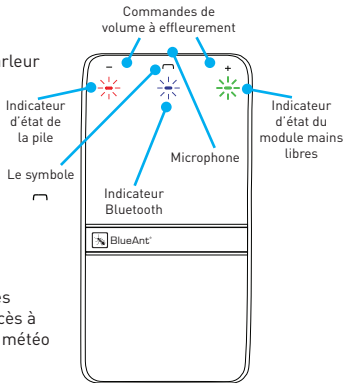 Commandes de
volume à effleurement
rleur
−
+
Indicateur
d'état de
la pile
Indicateur
d'état du
module mains
libres
Microphone
Le symbole
Indicateur
Bluetooth
BlueAnt®
es
cès à
météo